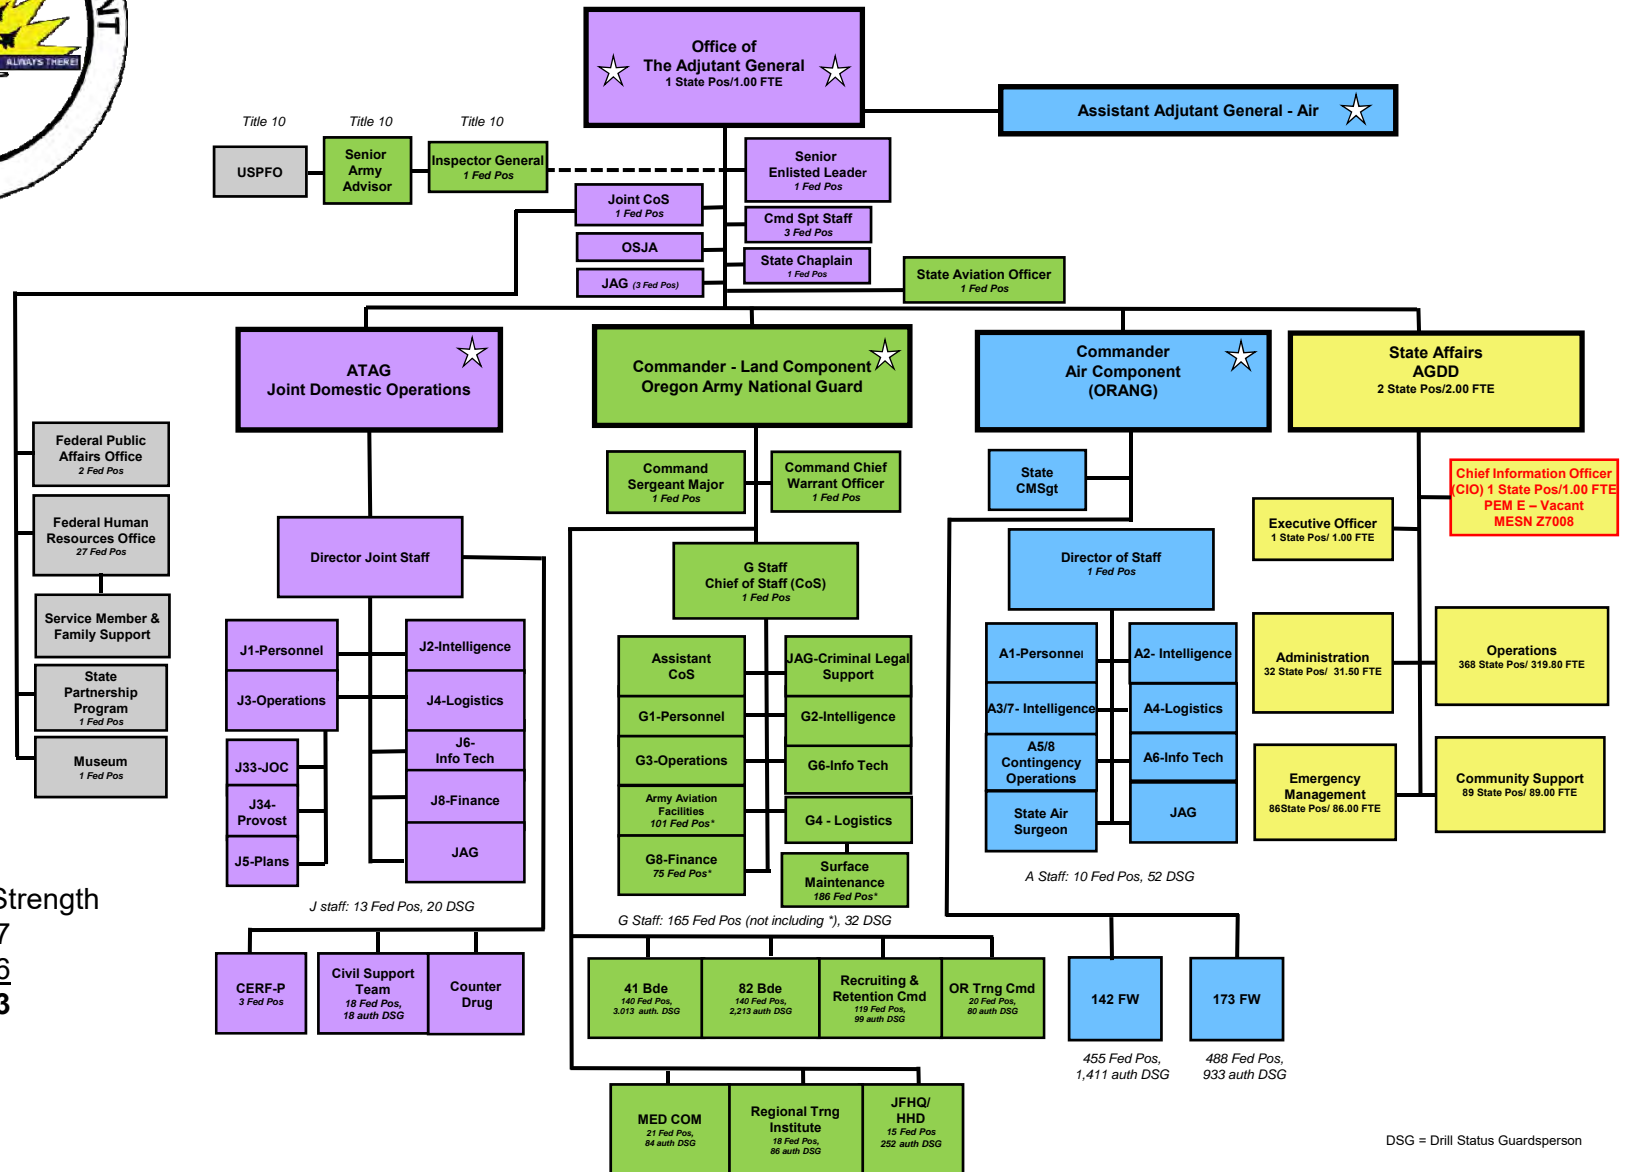 NT
ALWAYS THERE!
Office of
The Adjutant General
1 State Pos/1.00 FTE
Assistant Adjutant General - Air
Title 10
Title 10
Title 10
USPFO
Senior
Army
Advisor
Inspector General
1 Fed Pos
Senior
Enlisted Leader
1 Fed Pos
Joint CoS
1 Fed Pos
Cmd Spt Staff
3 Fed Pos
OSJA
State Chaplain
1 Fed Pos
JAG (3 Fed Pos)
State Aviation Officer
1 Fed Pos
ATAG
Joint Domestic Operations
Commander - Land Component
Oregon Army National Guard
Commander
Air Component
(ORANG)
State Affairs
AGDD
2 State Pos/2.00 FTE
Federal Public
Affairs Office
2 Fed Pos
Federal Human
Resources Office
27 Fed Pos
Service Member &
Family Support
State
Partnership
Program
1 Fed Pos
Museum
1 Fed Pos
Director Joint Staff
J1-Personnel
J2-Intelligence
J3-Operations
J4-Logistics
J6-
Info Tech
J33-JOC
J8-Finance
J34-
Provost
J5-Plans
JAG
J staff: 13 Fed Pos, 20 DSG
CERF-P
3 Fed Pos
Civil Support
Team
18 Fed Pos,
18 auth DSG
Counter
Drug
Command
Sergeant Major
1 Fed Pos
Command Chief
Warrant Officer
1 Fed Pos
G Staff
Chief of Staff (CoS)
1 Fed Pos
Assistant
CoS
JAG-Criminal Legal
Support
G1-Personnel
G2-Intelligence
G3-Operations
G6-Info Tech
Army Aviation
Facilities
101 Fed Pos*
G4 - Logistics
G8-Finance
75 Fed Pos*
Surface
Maintenance
186 Fed Pos*
G Staff: 165 Fed Pos (not including *), 32 DSG
41 Bde
140 Fed Pos,
3.013 auth. DSG
82 Bde
140 Fed Pos,
2,213 auth DSG
Recruiting &
Retention Cmd
119 Fed Pos,
99 auth DSG
OR Trng Cmd
20 Fed Pos,
80 auth DSG
MED COM
21 Fed Pos,
84 auth DSG
Regional Trng
Institute
18 Fed Pos,
86 auth DSG
JFHQ/
HHD
15 Fed Pos
252 auth DSG
State
CMSgt
Director of Staff
1 Fed Pos
A1-Personnel
A2- Intelligence
A3/7- Intelligence
A4-Logistics
A5/8
Contingency
Operations
A6-Info Tech
State Air
Surgeon
JAG
A Staff: 10 Fed Pos, 52 DSG
142 FW
173 FW
455 Fed Pos,
1,411 auth DSG
488 Fed Pos,
933 auth DSG
Chief Information Officer
(CIO) 1 State Pos/1.00 FTE
PEM E – Vacant
MESN Z7008
Executive Officer
1 State Pos/ 1.00 FTE
Administration
32 State Pos/ 31.50 FTE
Operations
368 State Pos/ 319.80 FTE
Emergency
Management
86State Pos/ 86.00 FTE
Community Support
89 State Pos/ 89.00 FTE
Strength
7
6
3
DSG = Drill Status Guardsperson